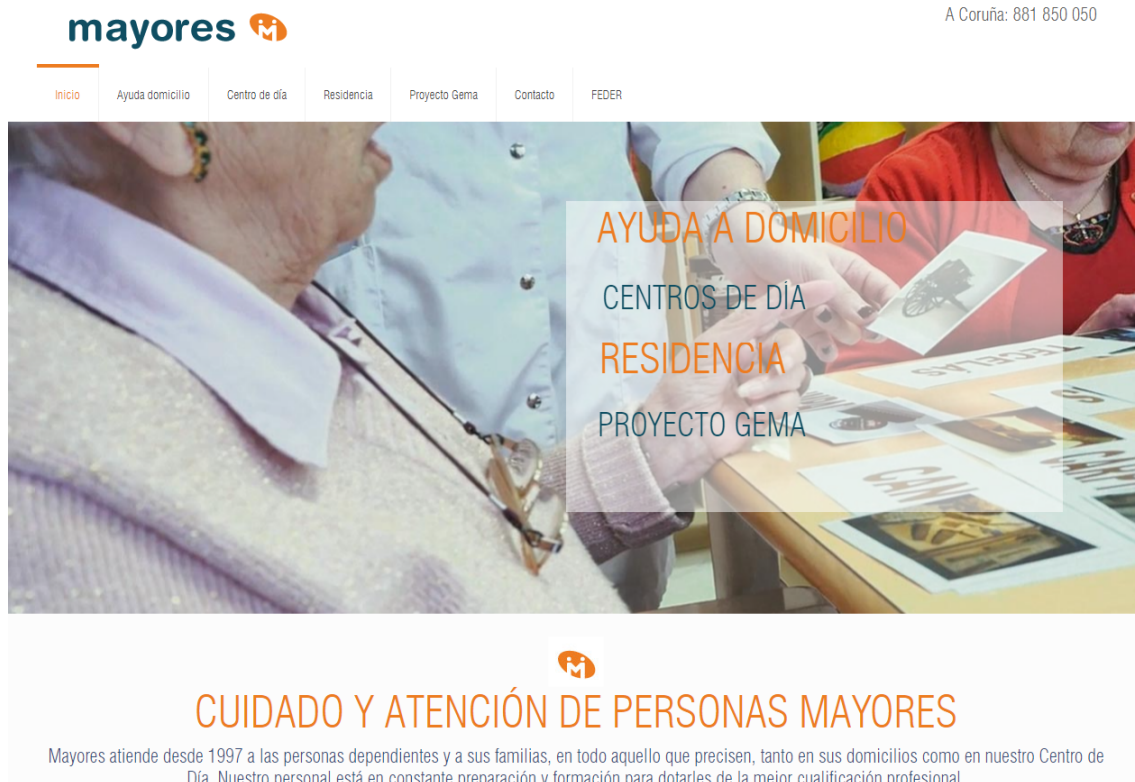 mayores
A Coruña: 881 850 050
Inicio
Ayuda domicilio
Centro de día
Residencia
Proyecto Gema
Contacto
FEDER
AYUDA A DOMICILIO
CENTROS DE DÍA
RESIDENCIA
PROYECTO GEMA
TECELÁS
CUIDADO Y ATENCIÓN DE PERSONAS MAYORES
Mayores atiende desde 1997 a las personas dependientes y a sus familias, en todo aquello que precisen, tanto en sus domicilios como en nuestro Centro de
Día. Nuestro personal está en constante preparación y formación para dotarles de la mejor cualificación profesional.